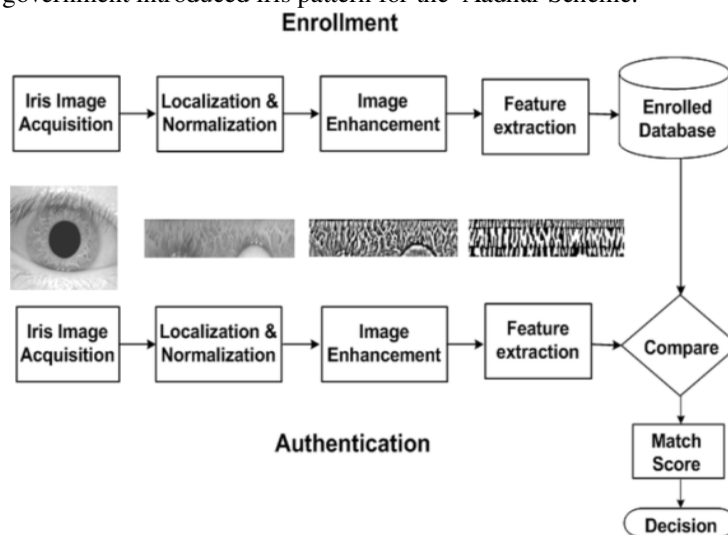 government introduced iris pattern for the Aadhar Scheme.
Enrollment
Iris Image
Acquisition
Localization &
Normalization
Image
Enhancement
Feature
extraction
Enrolled
Database
Iris Image
Acquisition
Localization &
Normalization
Image
Enhancement
Feature
extraction
Compare
Authentication
Match
Score
Decision